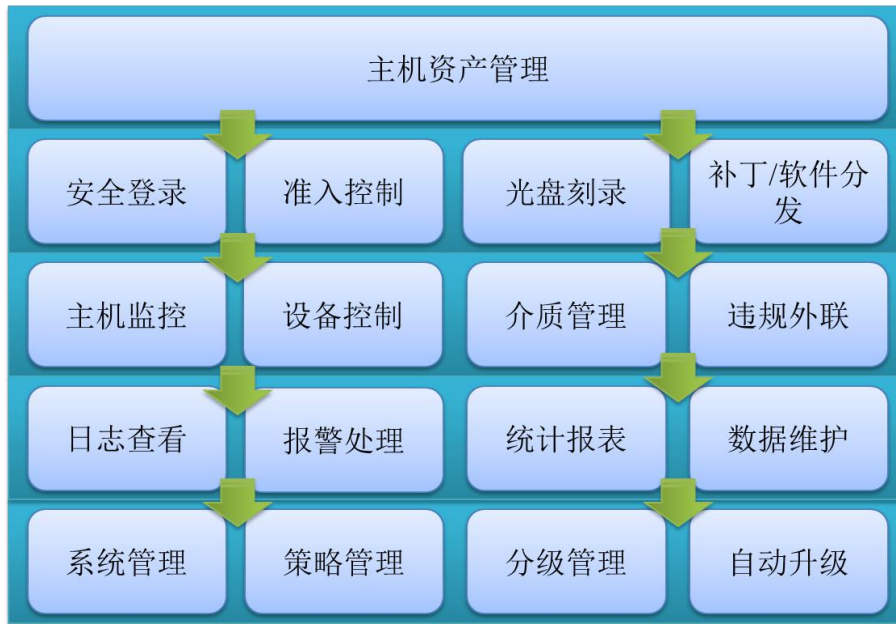 主机资产管理
安全登录
准入控制
光盘刻录
补丁/软件分
发
主机监控
设备控制
介质管理
违规外联
日志查看
报警处理
统计报表
数据维护
系统管理
策略管理
分级管理
自动升级